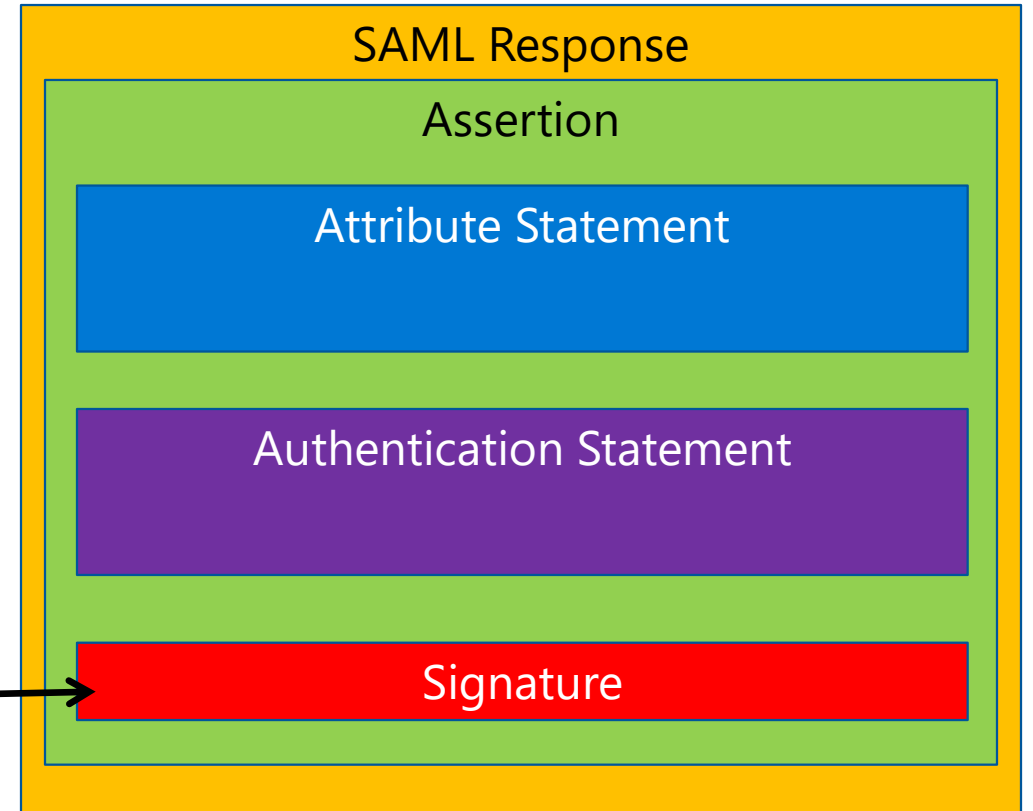 SAML Response
Assertion
Attribute Statement
Authentication Statement
Signature